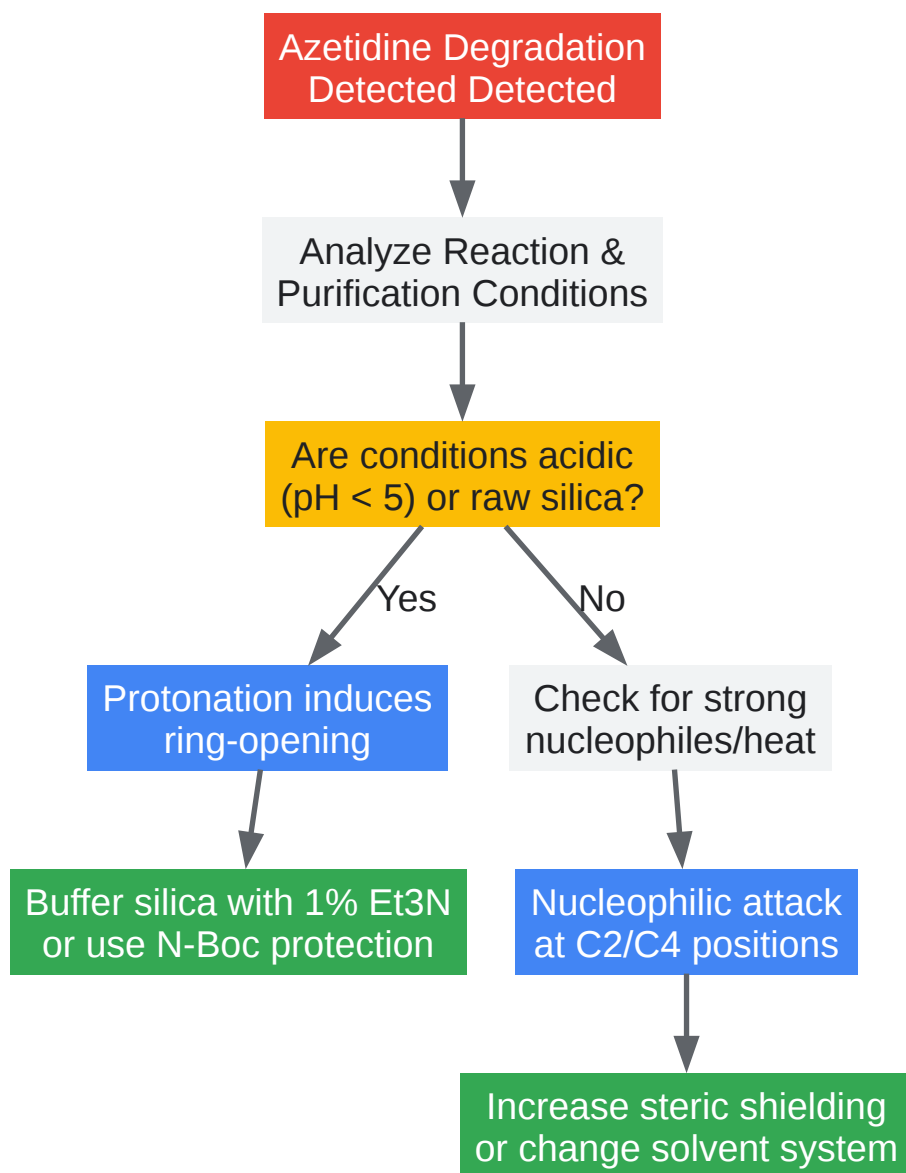 Azetidine Degradation
Detected Detected
Analyze Reaction &
Purification Conditions
Are conditions acidic
(pH < 5) or raw silica?
Yes
No
Protonation induces
ring-opening
Check for strong
nucleophiles/heat
Buffer silica with 1% Et3N
or use N-Boc protection
Nucleophilic attack
at C2/C4 positions
Increase steric shielding
or change solvent system